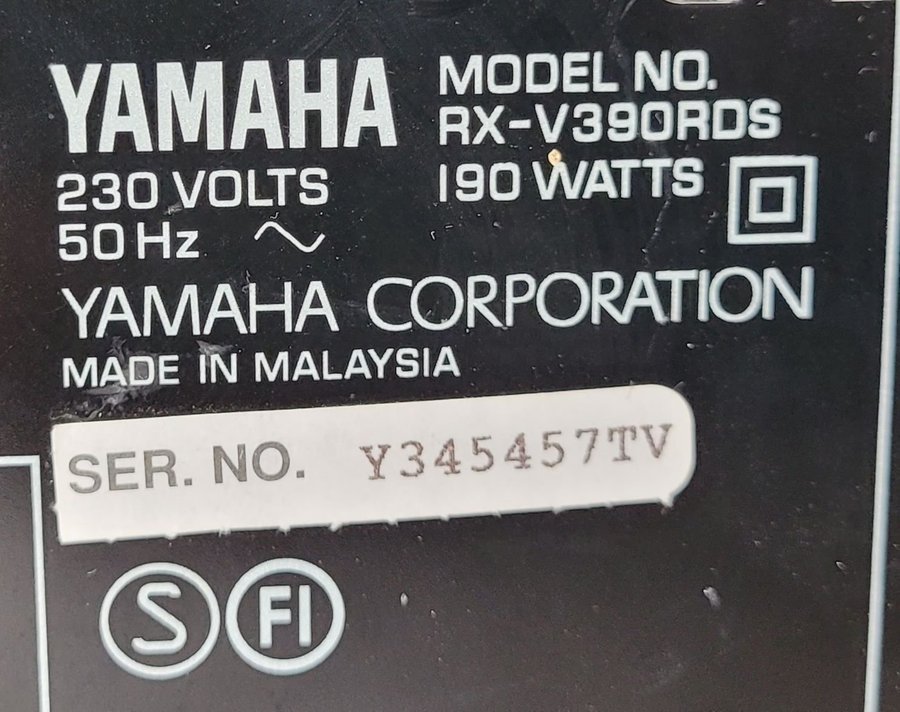 YAMAHA
230 VOLTS
50 Hz ~
MODEL NO.
RX-V390RDS
190 WATTS
YAMAHA CORPORATION
MADE IN MALAYSIA
SER. NO. Y345457TV
S FI